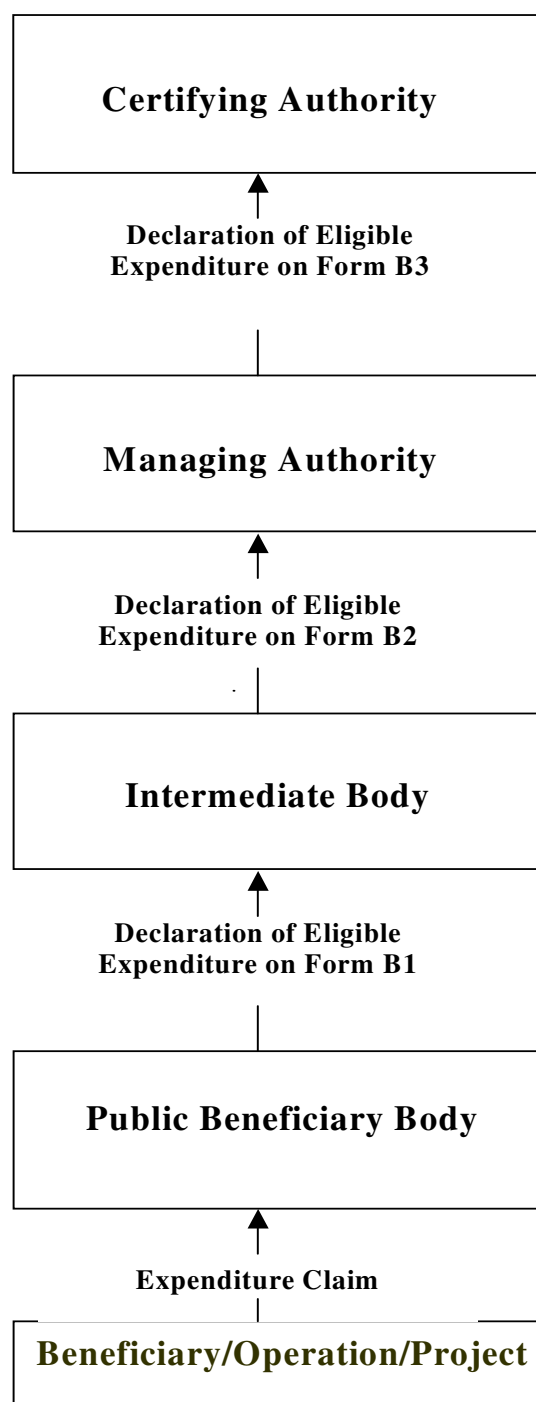 Certifying Authority
Declaration of Eligible
Expenditure on Form B3
Managing Authority
Declaration of Eligible
Expenditure on Form B2
Intermediate Body
Declaration of Eligible
Expenditure on Form B1
Public Beneficiary Body
Expenditure Claim
Beneficiary/Operation/Project